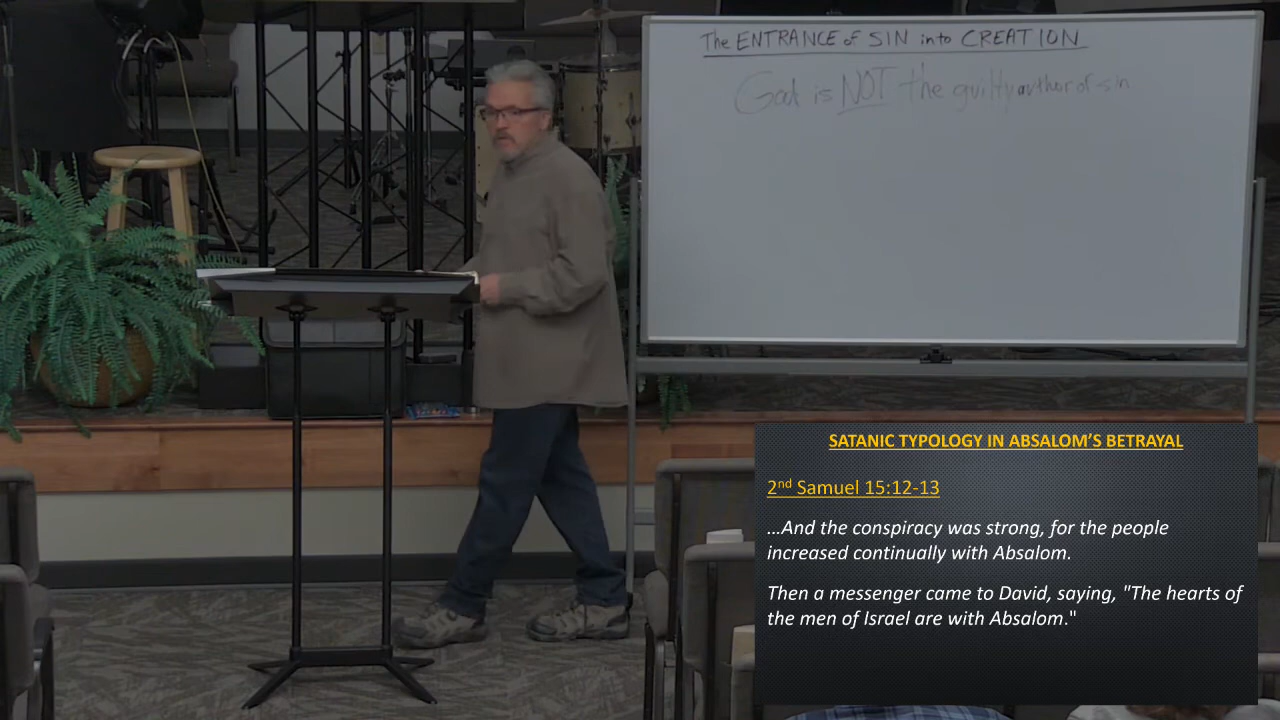 The ENTRANCE of SIN into CREATION
God is NOT the guilty author of sin
SATANIC TYPOLOGY IN ABSALOM’S BETRAYAL
2nd Samuel 15:12-13
…And the conspiracy was strong, for the people
increased continually with Absalom.
Then a messenger came to David, saying, "The hearts of
the men of Israel are with Absalom."